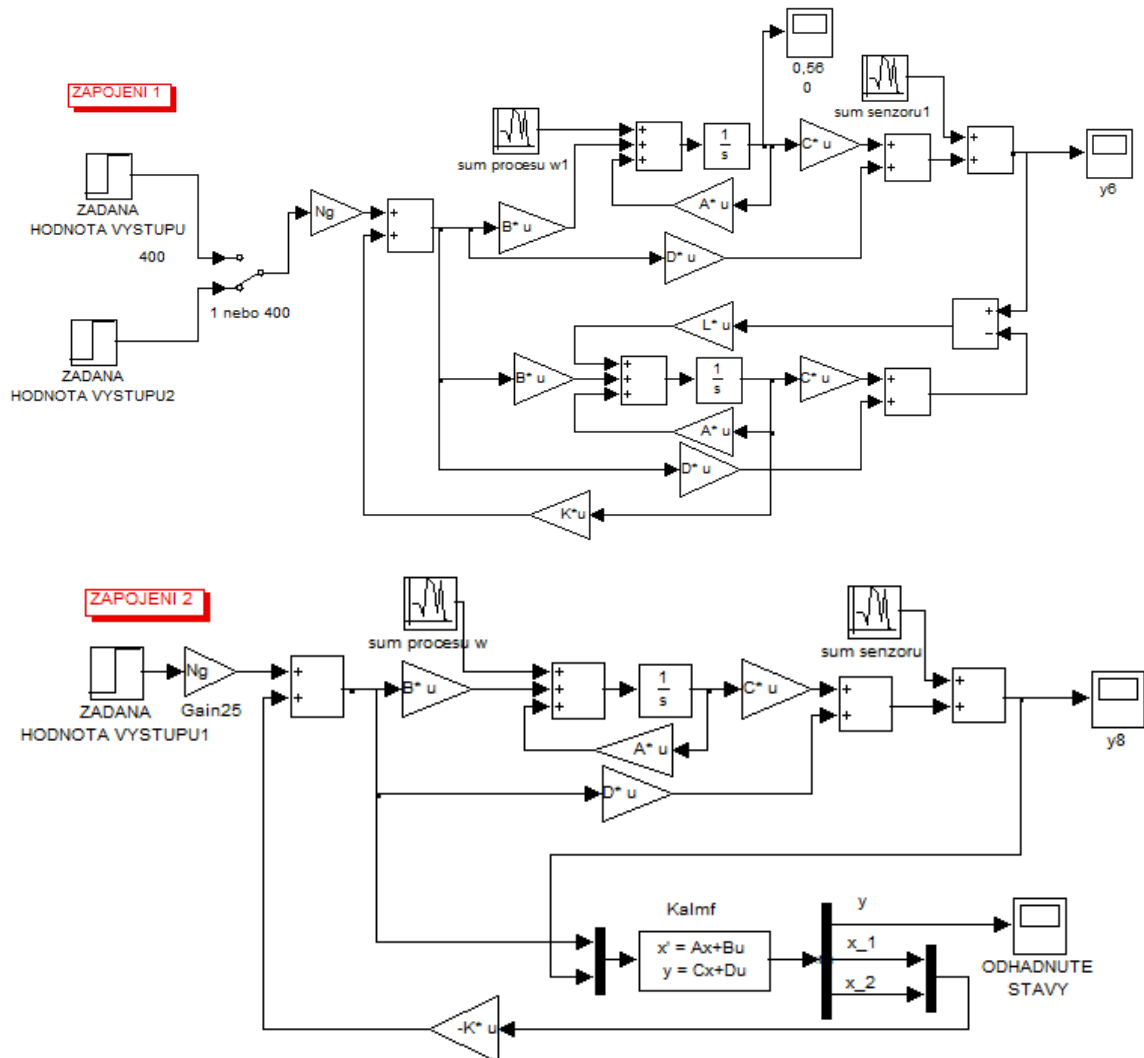 ZAPOJENI 1
0,56
0
sum procesu w1
sum senzoru1
+
+
+
1
s
C* u
+
+
+
+
y6
ZADANA
HODNOTA VYSTUPU
400
Ng
+
+
B* u
A* u
D* u
1 nebo 400
L* u
+
−
ZADANA
HODNOTA VYSTUPU2
B* u
+
+
+
1
s
C* u
+
+
A* u
D* u
K*u
ZAPOJENI 2
sum procesu w
sum senzoru
Ng
+
+
B* u
+
+
+
1
s
C* u
+
+
+
+
y8
ZADANA
HODNOTA VYSTUPU1
Gain25
A* u
D* u
Kalmf
x' = Ax+Bu
y = Cx+Du
y
x_1
x_2
ODHADNUTE
STAVY
-K* u